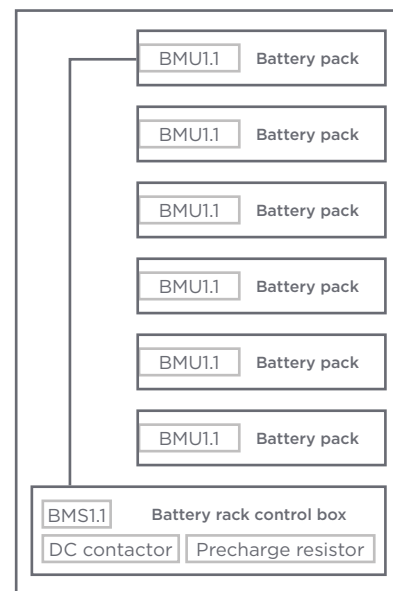 BMU1.1 Battery pack
BMU1.1 Battery pack
BMU1.1 Battery pack
BMU1.1 Battery pack
BMU1.1 Battery pack
BMU1.1 Battery pack
BMS1.1 Battery rack control box
DC contactor Precharge resistor